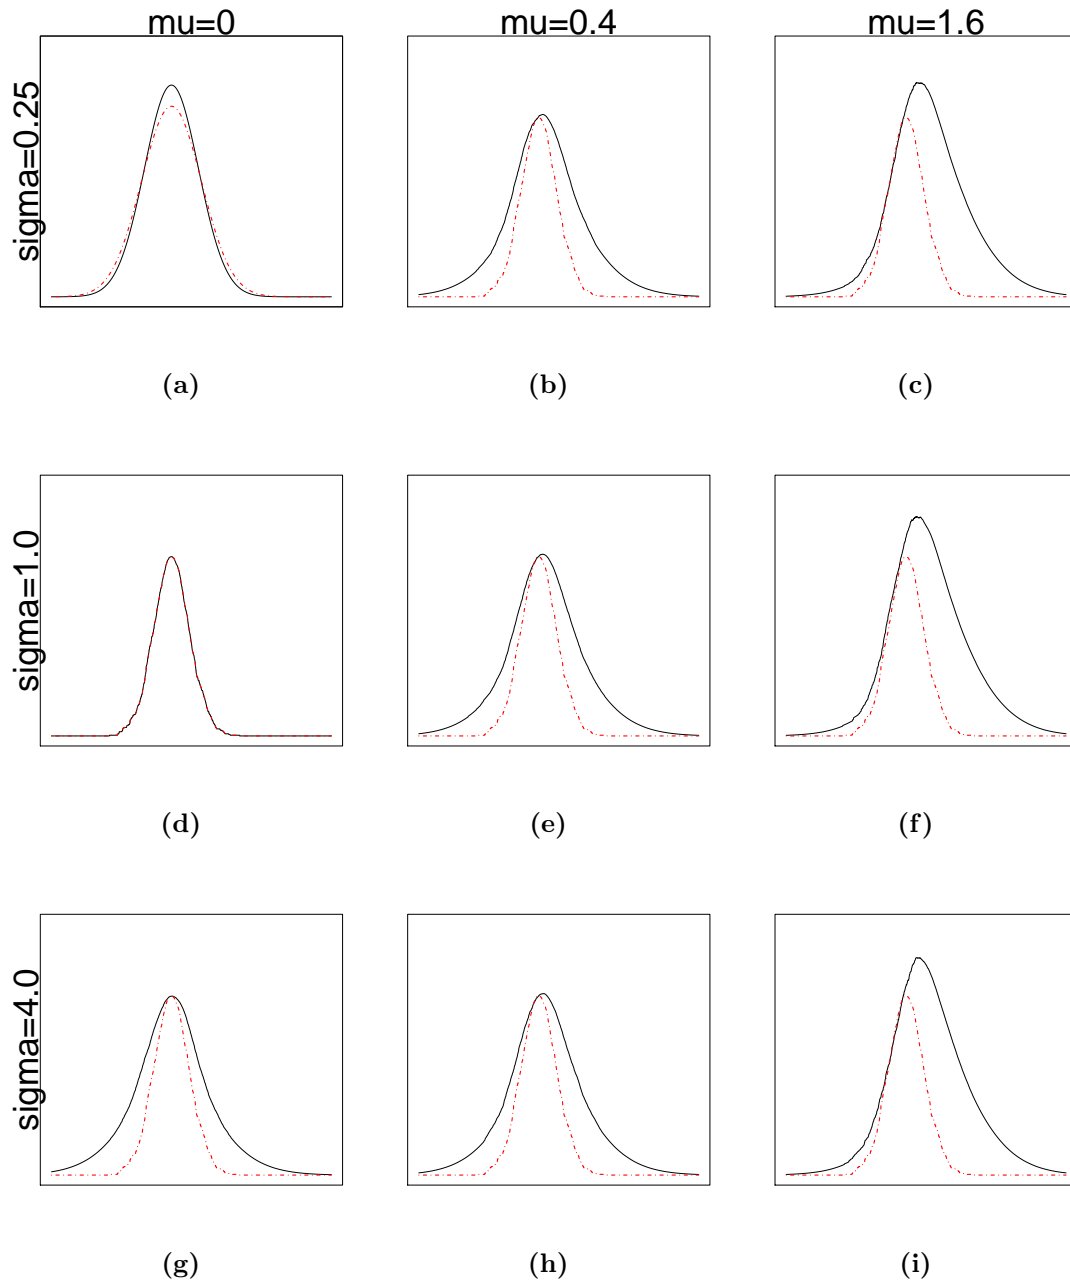 mu=0
mu=0.4
mu=1.6
sigma=0.25
(a)
(b)
(c)
sigma=1.0
(d)
(e)
(f)
sigma=4.0
(g)
(h)
(i)